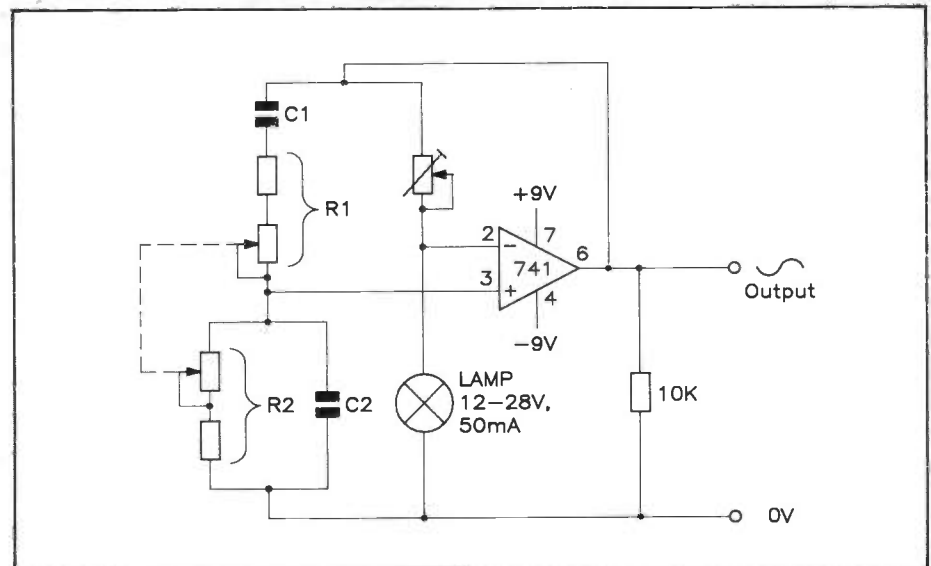 C1
R1
+9V
2
-
7
6
741
3
+
4
-9V
Output
R2
C2
LAMP
12-28V,
50mA
10K
0V